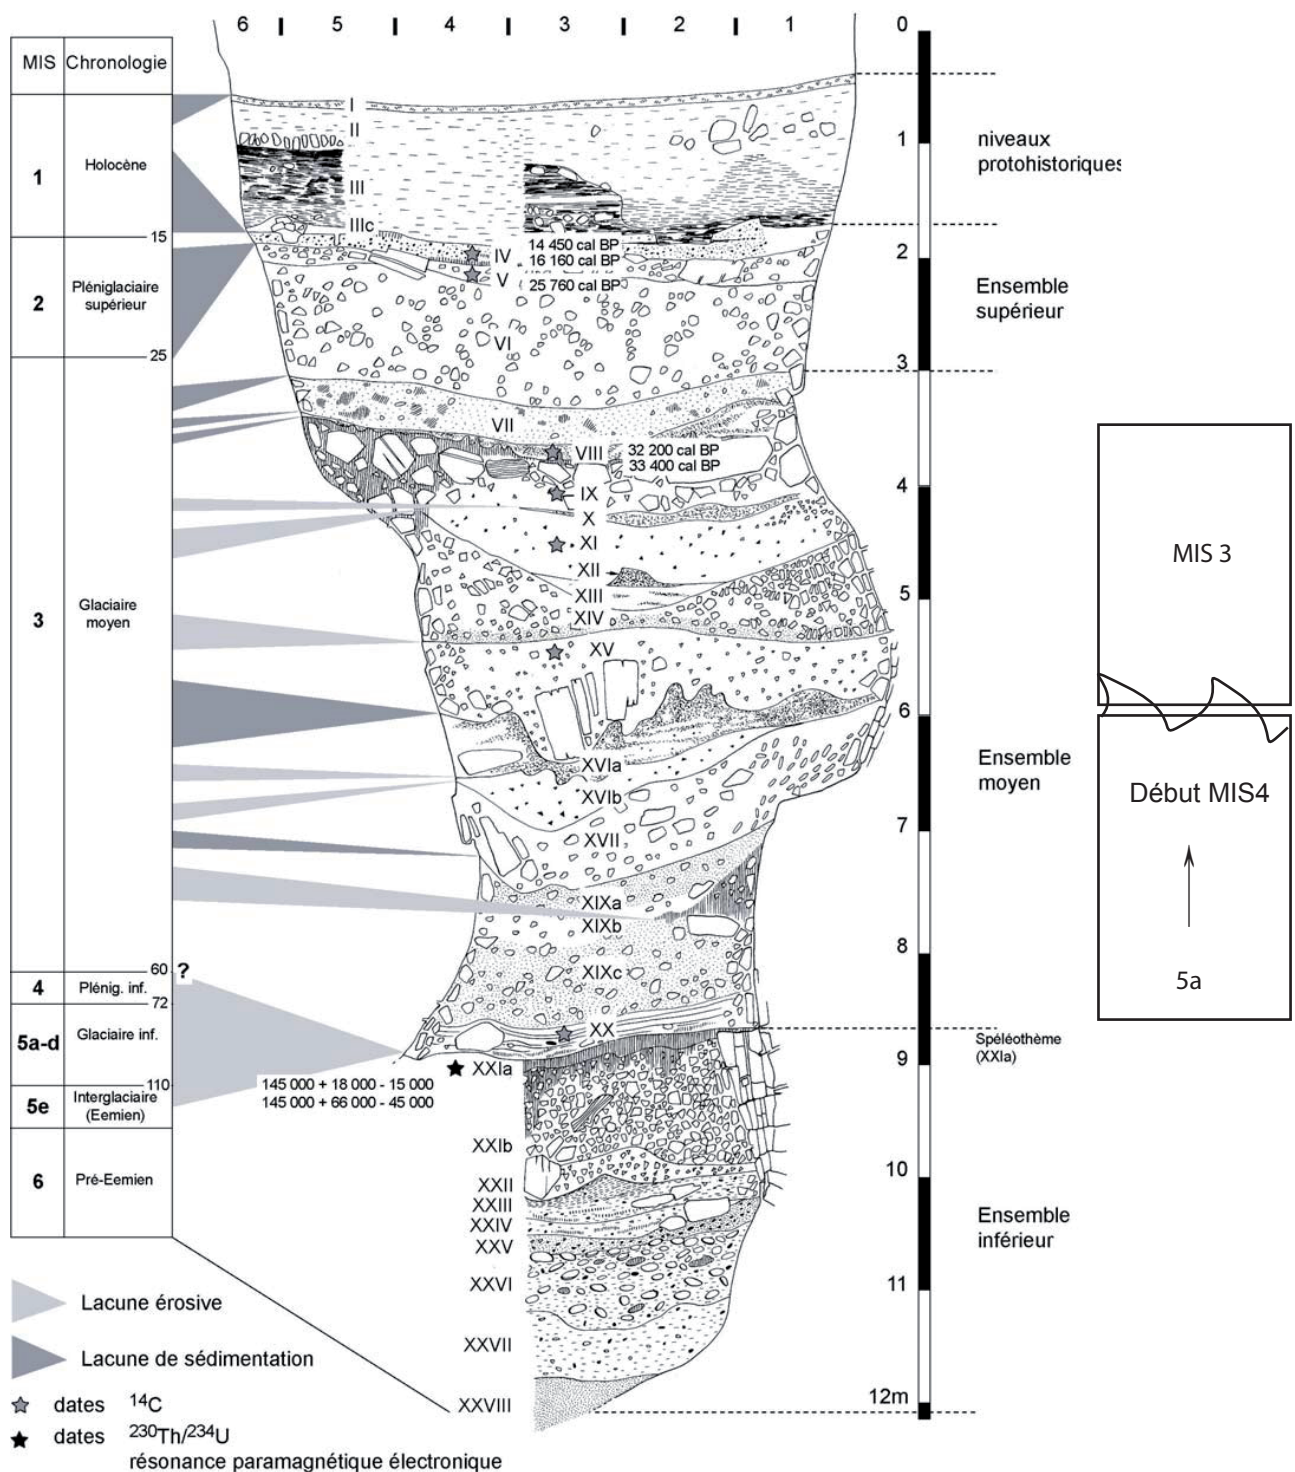 6 5 4 3 2 1 0
MIS Chronologie
1 Holocène
15
2 Pléniglaciaire
supérieur
25
3 Glaciaire
moyen
60 ?
4 Plénig. inf.
72
5a-d Glaciaire inf.
110
5e Interglaciaire
(Eemien)
6 Pré-Eemien
I
II
III
IIIc
IV
14 450 cal BP
16 160 cal BP
V
25 760 cal BP
VI
VII
VIII
32 200 cal BP
33 400 cal BP
IX
X
XI
XII
XIII
XIV
XV
XVIa
XVIb
XVII
XIXa
XIXb
XIXc
XX
XXIa
145 000 + 18 000 - 15 000
145 000 + 66 000 - 45 000
XXIb
XXII
XXIII
XXIV
XXV
XXVI
XXVII
XXVIII
1
2
3
4
5
6
7
8
9
10
11
12m
niveaux
protohistoriques
Ensemble
supérieur
Ensemble
moyen
Spéléothème
(XXIa)
Ensemble
inférieur
MIS 3
Début MIS4
5a
Lacune érosive
Lacune de sédimentation
dates 14C
dates 230Th/234U
résonance paramagnétique électronique